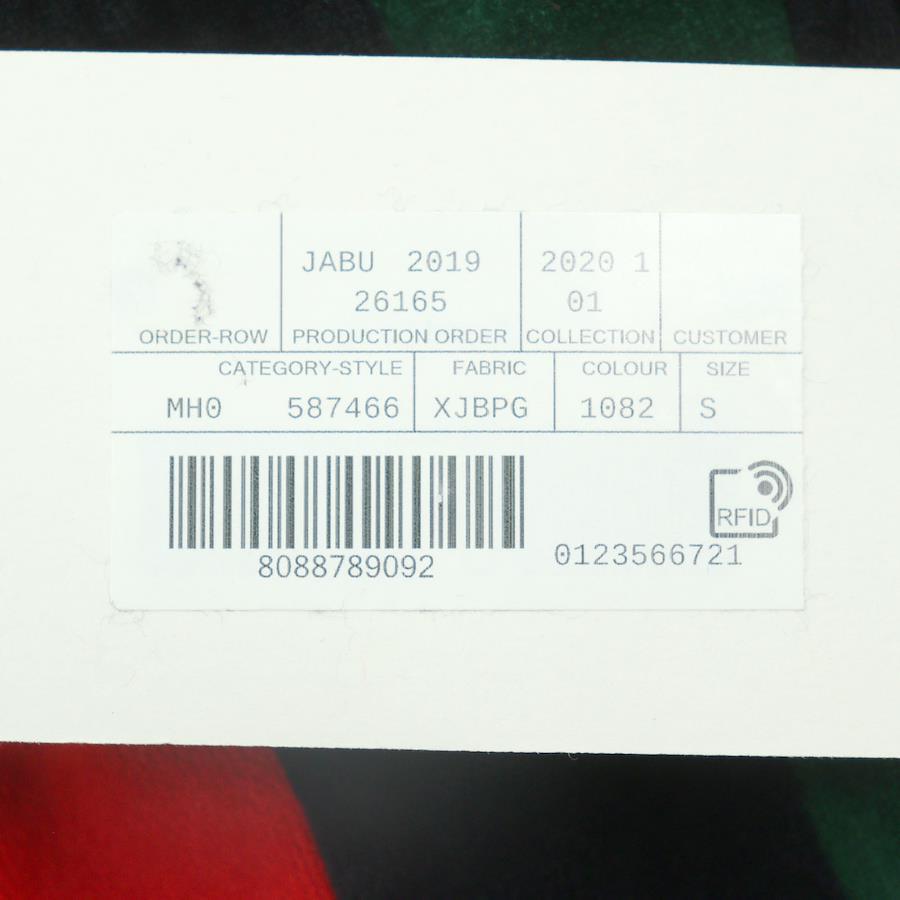 JABU 2019 2020 1
26165 01
ORDER-ROW PRODUCTION ORDER COLLECTION CUSTOMER
CATEGORY-STYLE FABRIC COLOUR SIZE
MH0 587466 XJBPG 1082 S
RFID
8088789092 0123566721